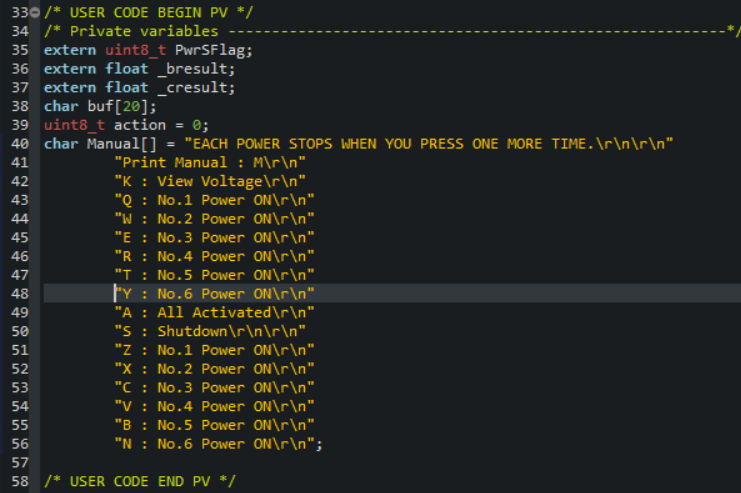 33 /* USER CODE BEGIN PV */
34 /* Private variables ---------------------------------------------------------*/
35 extern uint8_t PwrSFlag;
36 extern float _bresult;
37 extern float _cresult;
38 char buf[20];
39 uint8_t action = 0;
40 char Manual[] = "EACH POWER STOPS WHEN YOU PRESS ONE MORE TIME.\r\n\r\n"
41 "Print Manual : M\r\n"
42 "K : View Voltage\r\n"
43 "Q : No.1 Power ON\r\n"
44 "W : No.2 Power ON\r\n"
45 "E : No.3 Power ON\r\n"
46 "R : No.4 Power ON\r\n"
47 "T : No.5 Power ON\r\n"
48 "Y : No.6 Power ON\r\n"
49 "A : All Activated\r\n"
50 "S : Shutdown\r\n\r\n"
51 "Z : No.1 Power ON\r\n"
52 "X : No.2 Power ON\r\n"
53 "C : No.3 Power ON\r\n"
54 "V : No.4 Power ON\r\n"
55 "B : No.5 Power ON\r\n"
56 "N : No.6 Power ON\r\n";
57
58 /* USER CODE END PV */